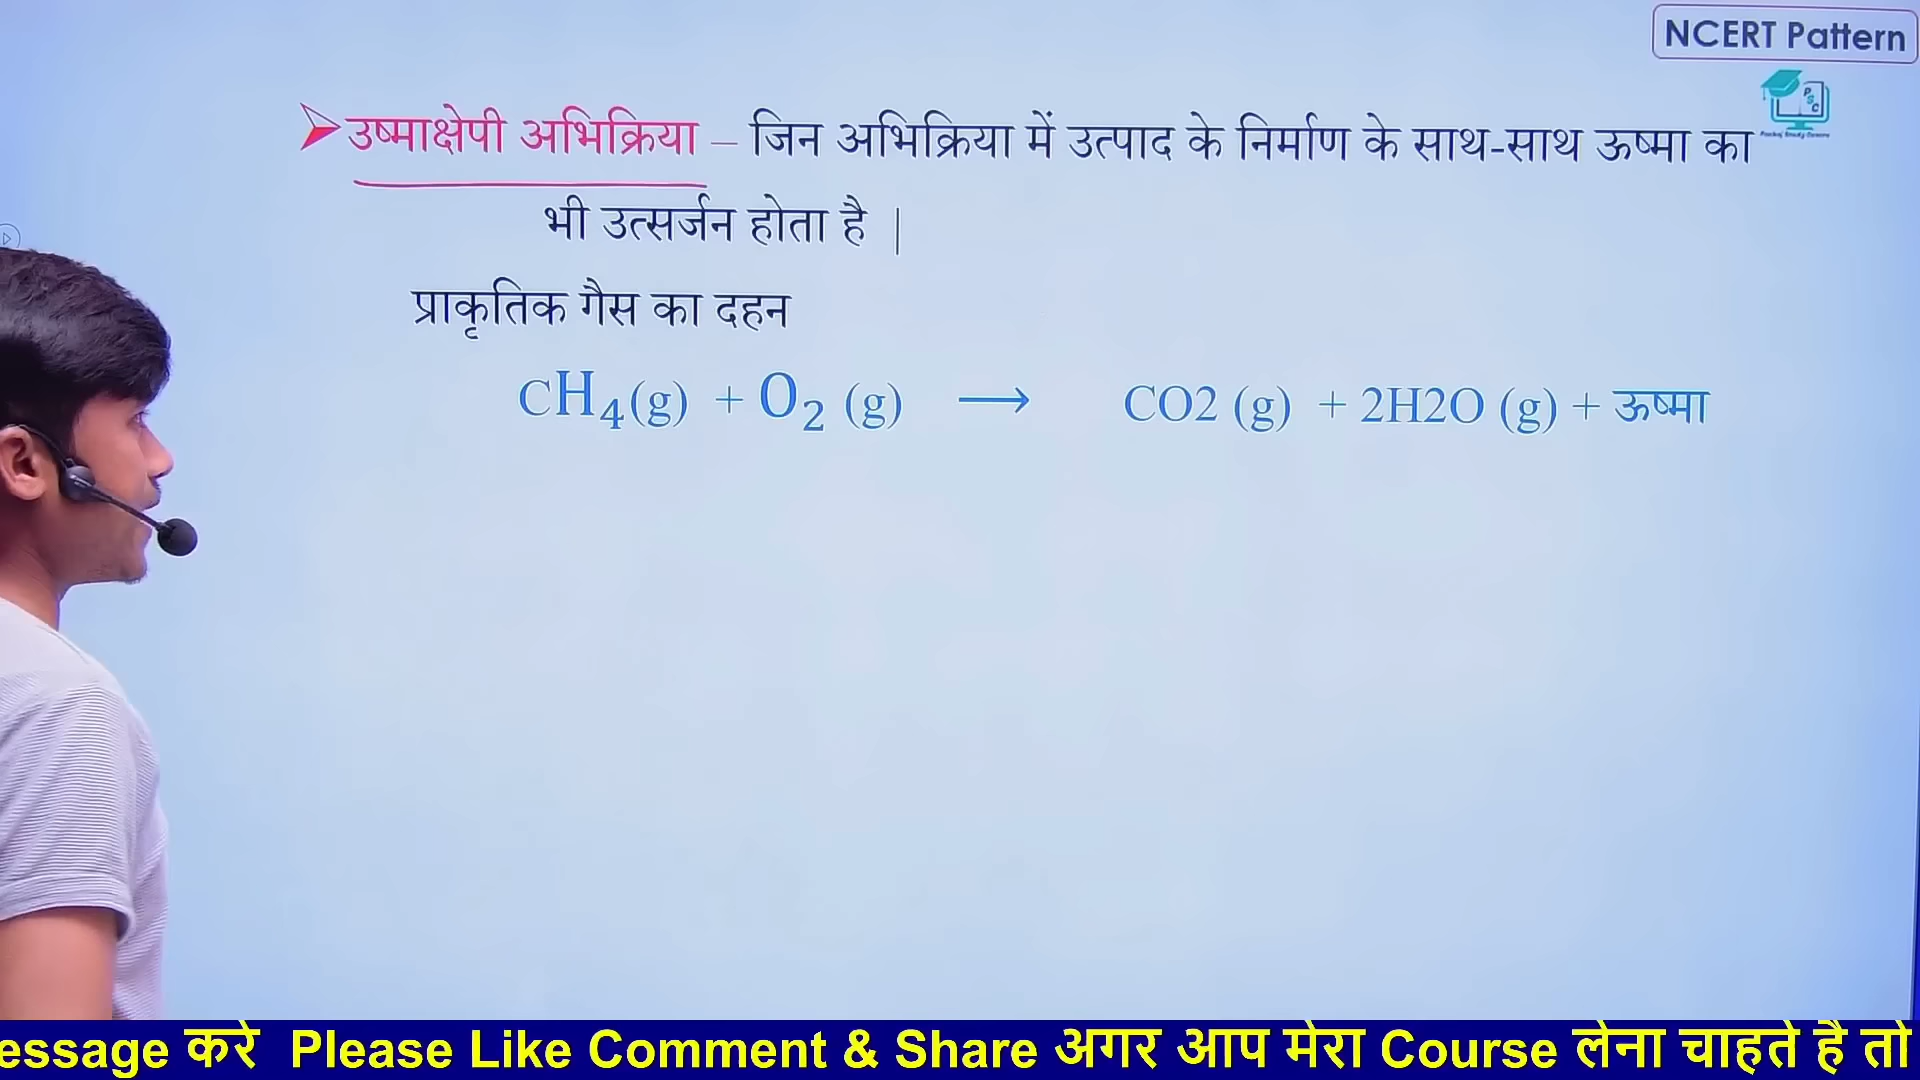 NCERT Pattern
उष्माक्षेपी अभिक्रिया – जिन अभिक्रिया में उत्पाद के निर्माण के साथ-साथ ऊष्मा का
भी उत्सर्जन होता है |
प्राकृतिक गैस का दहन
CH₄(g) + O₂ (g) ⟶ CO2 (g) + 2H2O (g) + ऊष्मा
essage करे Please Like Comment & Share अगर आप मेरा Course लेना चाहते है तो